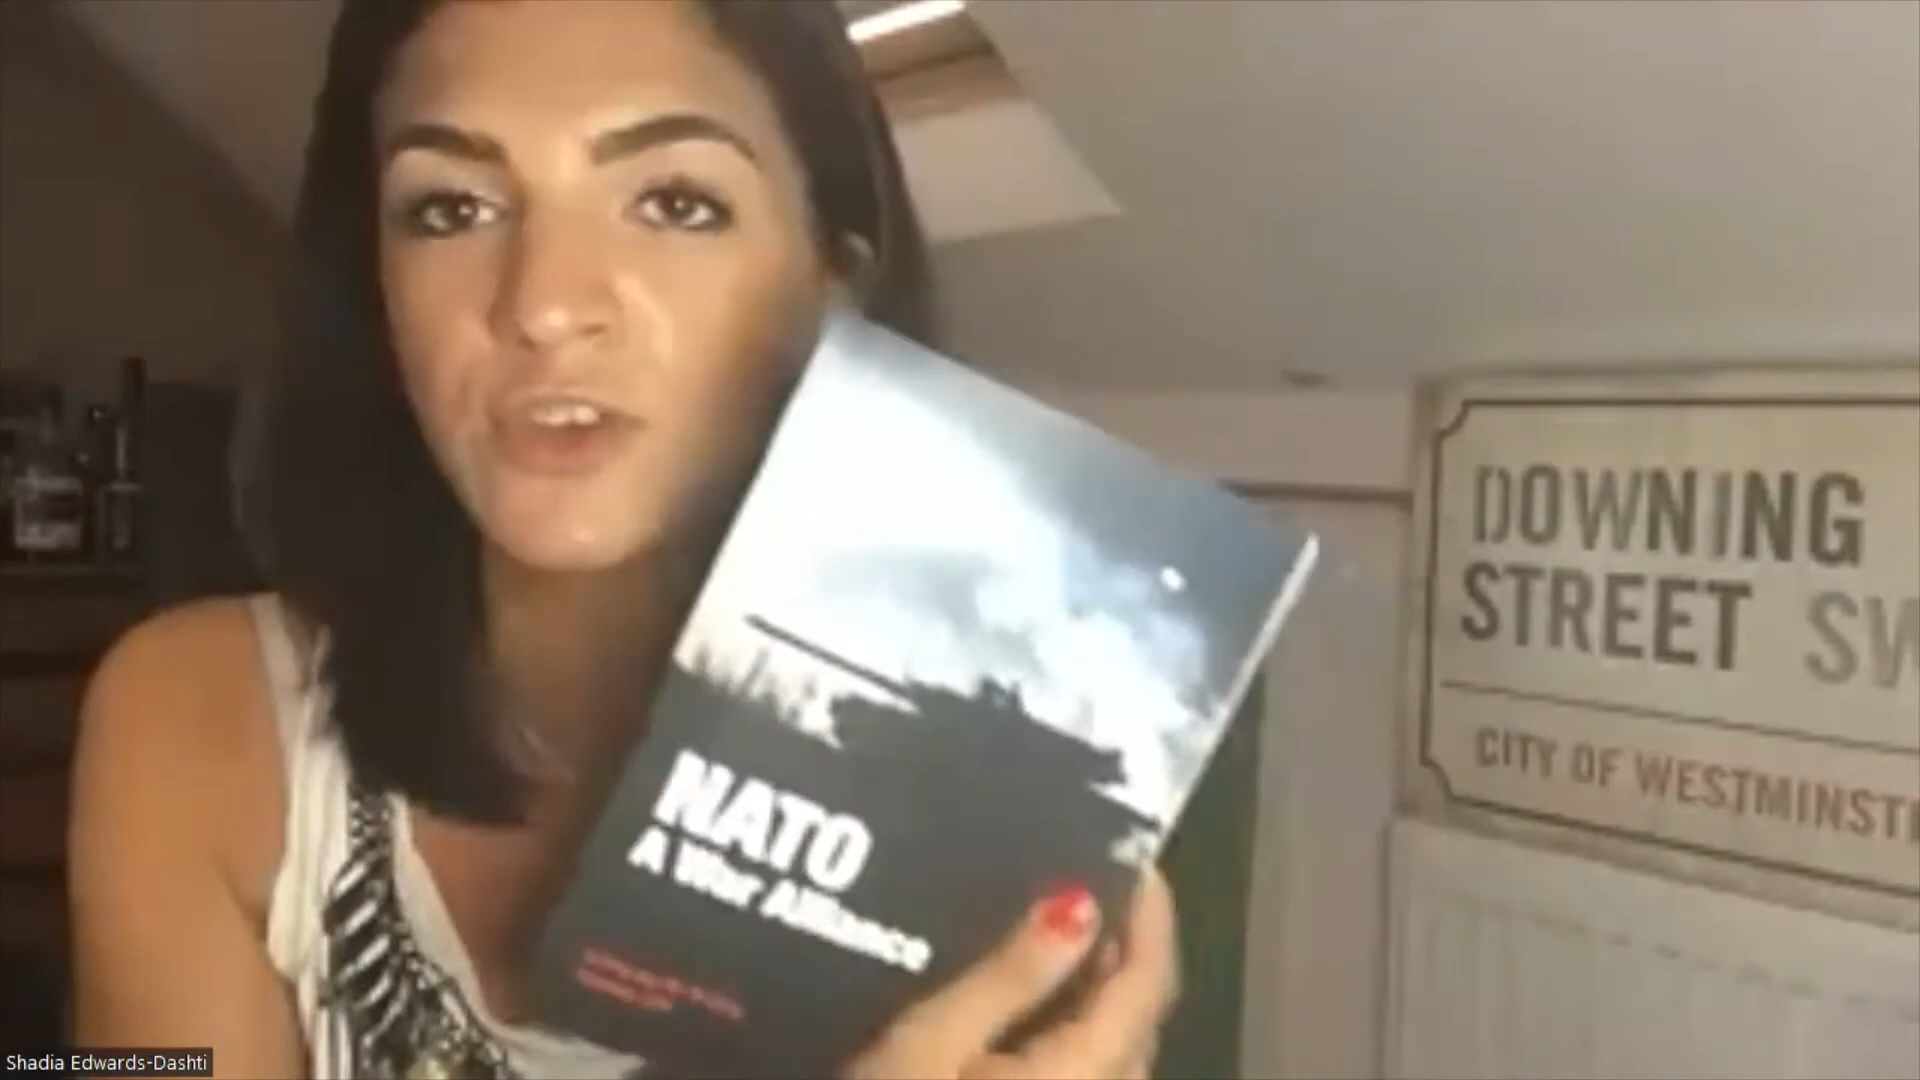 DOWNING
STREET SW
CITY OF WESTMINST
NATO
A War Alliance
Shadia Edwards-Dashti